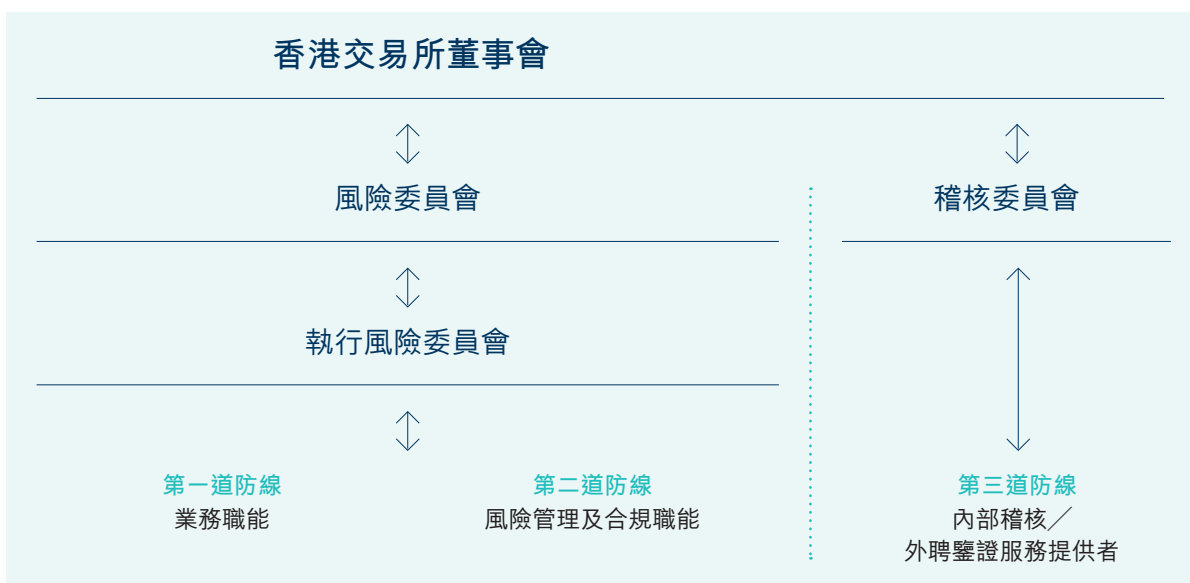 香港交易所董事會
風險委員會
稽核委員會
執行風險委員會
第一道防線
業務職能
第二道防線
風險管理及合規職能
第三道防線
內部稽核╱
外聘鑒證服務提供者